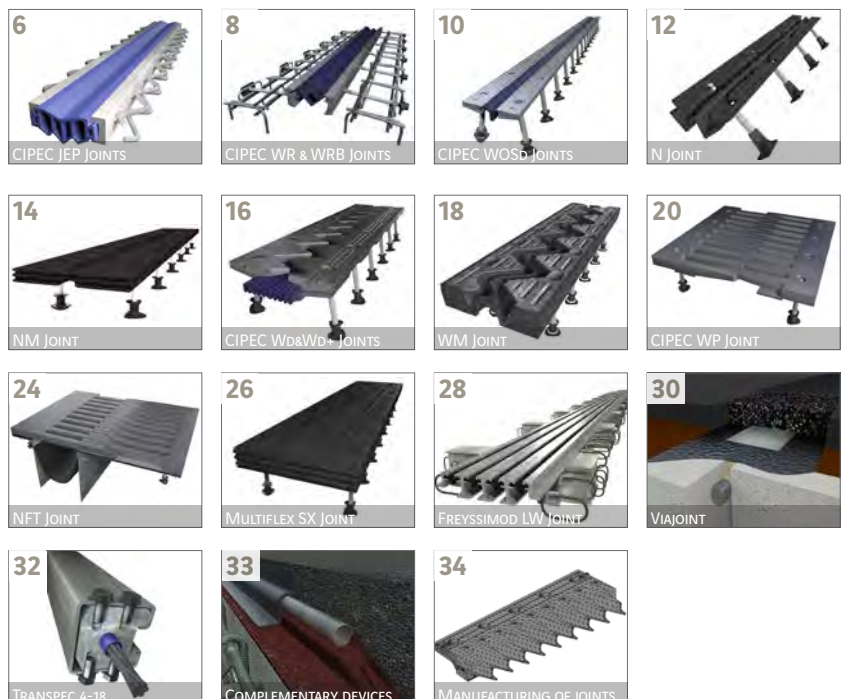 6
CIPEC JEP JOINTS
8
CIPEC WR & WRB JOINTS
10
CIPEC WOSD JOINTS
12
N JOINT
14
NM JOINT
16
CIPEC WD&WD+ JOINTS
18
WM JOINT
20
CIPEC WP JOINT
24
NFT JOINT
26
MULTIFLEX SX JOINT
28
FREYSSIMOD LW JOINT
30
VIAJOINT
32
TRANSPEC 4-18
33
COMPLEMENTARY DEVICES
34
MANUFACTURING OF JOINTS